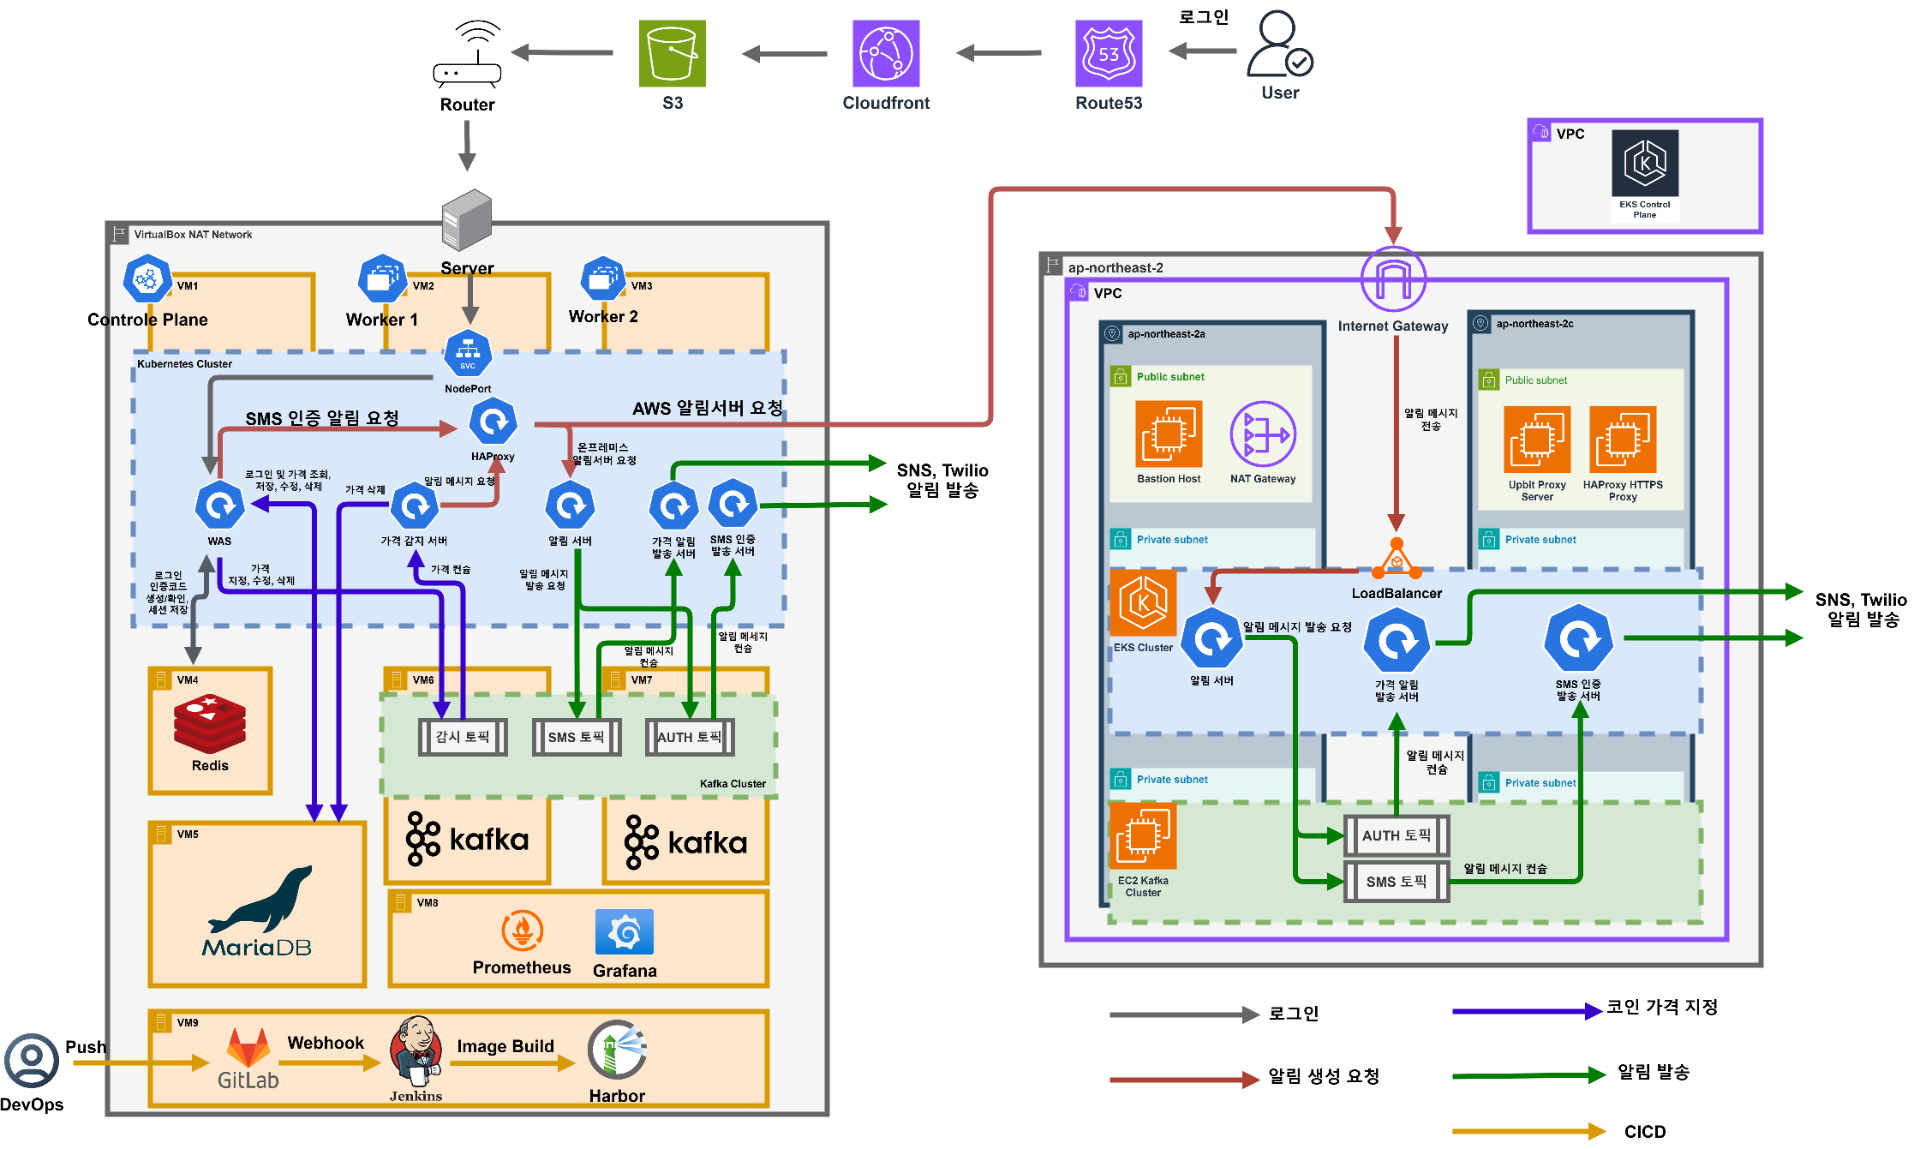 로그인
Router
S3
Cloudfront
Route53
53
User
VPC
EKS Control
Plane
VirtualBox NAT Network
Server
VM1
VM2
VM3
Controle Plane
Worker 1
Worker 2
Kubernetes Cluster
SVC
NodePort
SMS 인증 알림 요청
AWS 알림서버 요청
HAProxy
온프레미스
알림서버 요청
로그인 및 가격 조회,
저장, 수정, 삭제
가격 삭제
알림 메시지 요청
SNS, Twilio
알림 발송
WAS
가격 감지 서버
알림 서버
가격 알림
발송 서버
SMS 인증
발송 서버
로그인
인증코드
생성/확인,
세션 저장
가격
지정, 수정, 삭제
가격 컨슘
알림 메시지
발송 요청
알림 메시지
컨슘
알림 메세지
컨슘
VM4
Redis
VM6
VM7
감시 토픽
SMS 토픽
AUTH 토픽
Kafka Cluster
VM5
MariaDB
kafka
kafka
VM8
Prometheus
Grafana
VM9
DevOps
Push
GitLab
Webhook
Jenkins
Image Build
Harbor
ap-northeast-2
VPC
Internet Gateway
ap-northeast-2a
ap-northeast-2c
Public subnet
Public subnet
Bastion Host
NAT Gateway
알림 메시지
전송
Upbit Proxy
Server
HAProxy HTTPS
Proxy
Private subnet
Private subnet
LoadBalancer
EKS Cluster
알림 서버
알림 메시지 발송 요청
가격 알림
발송 서버
SMS 인증
발송 서버
SNS, Twilio
알림 발송
Private subnet
Private subnet
알림 메시지
컨슘
EC2 Kafka
Cluster
AUTH 토픽
SMS 토픽
알림 메시지 컨슘
로그인
코인 가격 지정
알림 생성 요청
알림 발송
CICD